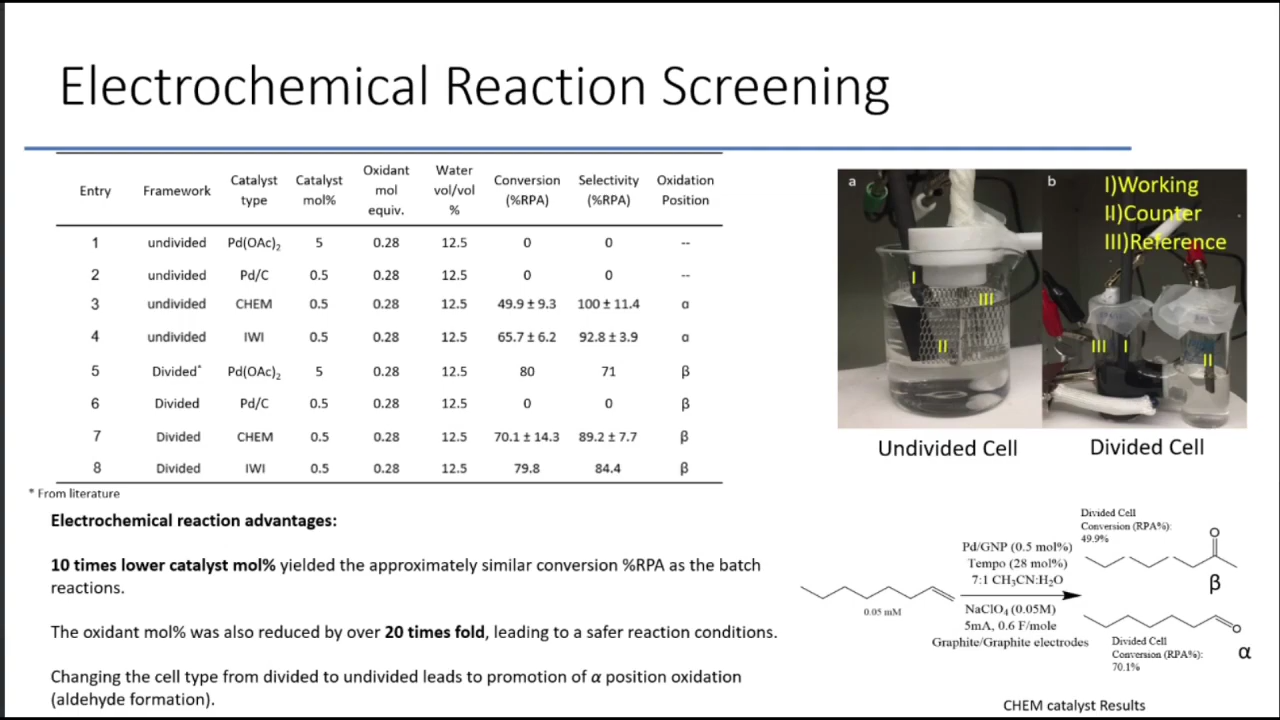 Electrochemical Reaction Screening
Entry Framework Catalyst type Catalyst mol% Oxidant mol equiv. Water vol/vol % Conversion (%RPA) Selectivity (%RPA) Oxidation Position
1 undivided Pd(OAc)₂ 5 0.28 12.5 0 0 --
2 undivided Pd/C 0.5 0.28 12.5 0 0 --
3 undivided CHEM 0.5 0.28 12.5 49.9 ± 9.3 100 ± 11.4 α
4 undivided IWI 0.5 0.28 12.5 65.7 ± 6.2 92.8 ± 3.9 α
5 Divided* Pd(OAc)₂ 5 0.28 12.5 80 71 β
6 Divided Pd/C 0.5 0.28 12.5 0 0 β
7 Divided CHEM 0.5 0.28 12.5 70.1 ± 14.3 89.2 ± 7.7 β
8 Divided IWI 0.5 0.28 12.5 79.8 84.4 β
* From literature
Electrochemical reaction advantages:
10 times lower catalyst mol% yielded the approximately similar conversion %RPA as the batch
reactions.
The oxidant mol% was also reduced by over 20 times fold, leading to a safer reaction conditions.
Changing the cell type from divided to undivided leads to promotion of α position oxidation
(aldehyde formation).
a
I
III
II
b
I)Working
II)Counter
III)Reference
III I
II
Undivided Cell
Divided Cell
0.05 mM
Pd/GNP (0.5 mol%)
Tempo (28 mol%)
7:1 CH₃CN:H₂O
NaClO₄ (0.05M)
5mA, 0.6 F/mole
Graphite/Graphite electrodes
Divided Cell
Conversion (RPA%):
49.9%
O
β
O
Divided Cell
Conversion (RPA%):
70.1%
α
CHEM catalyst Results